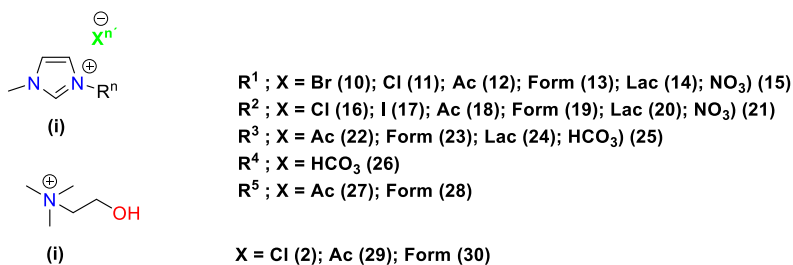 ⊖
Xn´
⊕
N
N
Rn
(i)
R1 ; X = Br (10); Cl (11); Ac (12); Form (13); Lac (14); NO3) (15)
R2 ; X = Cl (16); I (17); Ac (18); Form (19); Lac (20); NO3) (21)
R3 ; X = Ac (22); Form (23); Lac (24); HCO3) (25)
R4 ; X = HCO3 (26)
R5 ; X = Ac (27); Form (28)
⊕
N
OH
(i)
X = Cl (2); Ac (29); Form (30)